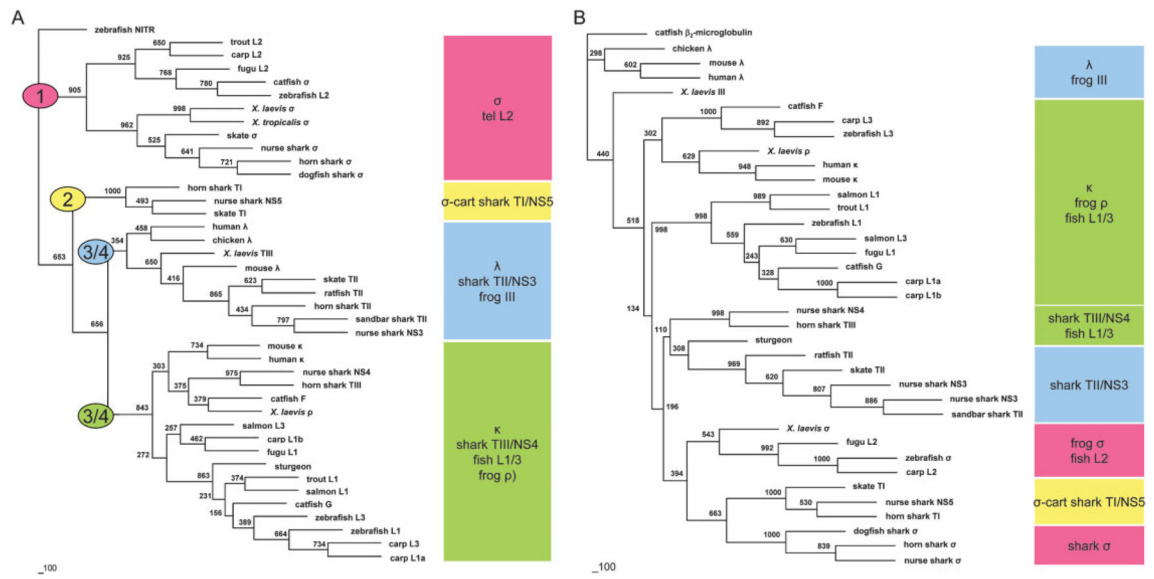 A
zebrafish NITR
650
trout L2
carp L2
925
fugu L2
768
catfish σ
780
zebrafish L2
905
1
998
X. laevis σ
X. tropicalis σ
962
skate σ
525
nurse shark σ
641
horn shark σ
721
dogfish shark σ
σ
tel L2
horn shark TI
1000
2
nurse shark NS5
493
skate TI
σ-cart shark TI/NS5
human λ
458
chicken λ
354
3/4
X. laevis TIII
650
mouse λ
416
skate TII
623
ratfish TII
865
horn shark TII
434
sandbar shark TII
797
nurse shark NS3
λ
shark TII/NS3
frog III
653
656
mouse κ
734
human κ
303
nurse shark NS4
975
horn shark TIII
375
catfish F
379
X. laevis ρ
3/4
843
salmon L3
257
carp L1b
462
fugu L1
272
sturgeon
863
trout L1
374
salmon L1
231
catfish G
156
zebrafish L3
389
zebrafish L1
664
carp L3
734
carp L1a
κ
shark TIII/NS4
fish L1/3
frog ρ)
_100
B
catfish β2-microglobulin
298
chicken λ
mouse λ
602
human λ
λ
frog III
X. laevis III
440
catfish F
1000
carp L3
892
zebrafish L3
302
X. laevis ρ
629
human κ
948
mouse κ
518
salmon L1
989
trout L1
998
998
zebrafish L1
559
salmon L3
630
fugu L1
243
catfish G
328
carp L1a
1000
carp L1b
κ
frog ρ
fish L1/3
134
nurse shark NS4
998
horn shark TIII
110
shark TIII/NS4
fish L1/3
sturgeon
308
ratfish TII
969
skate TII
620
nurse shark NS3
807
nurse shark NS3
886
sandbar shark TII
shark TII/NS3
196
X. laevis σ
543
fugu L2
992
zebrafish σ
1000
carp L2
frog σ
fish L2
394
skate TI
1000
nurse shark NS5
530
horn shark TI
σ-cart shark TI/NS5
663
dogfish shark σ
1000
horn shark σ
839
nurse shark σ
shark σ
_100